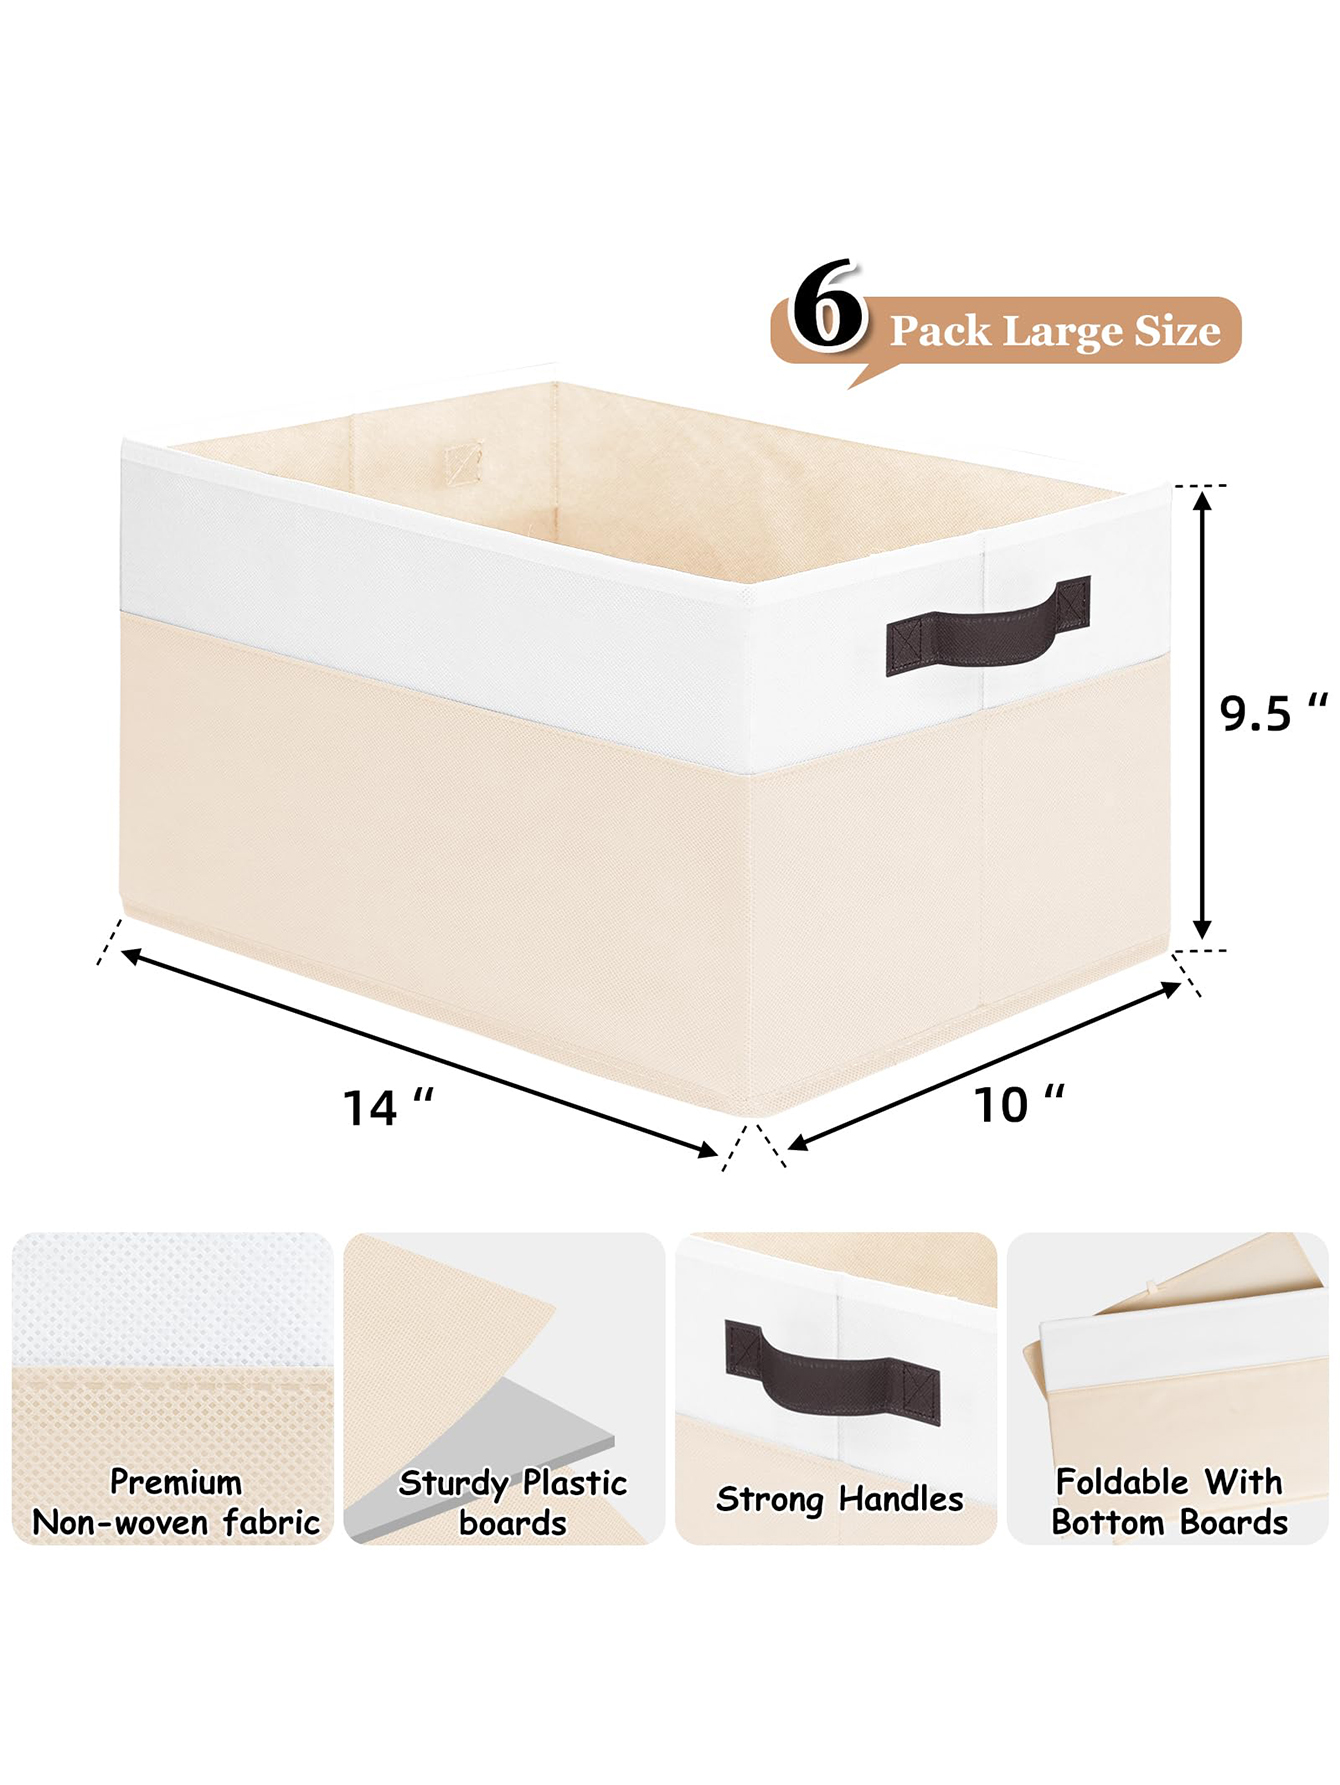 6 Pack Large Size
9.5 “
14 “
10 “
Premium
Non-woven fabric
Sturdy Plastic
boards
Strong Handles
Foldable With
Bottom Boards